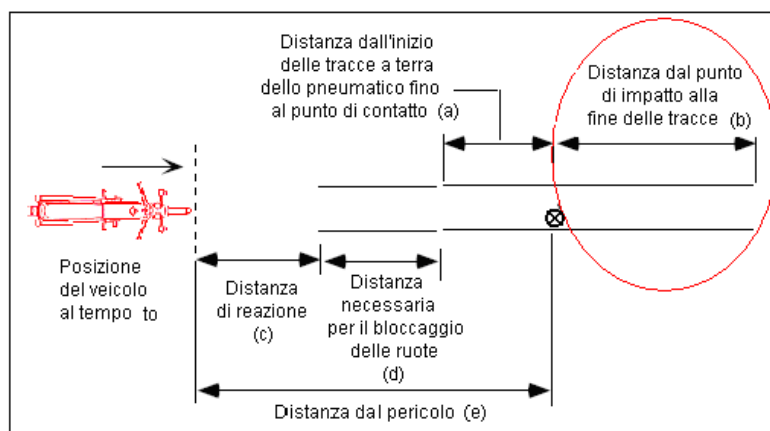 Distanza dall'inizio
delle tracce a terra
dello pneumatico fino
al punto di contatto (a)
Distanza dal punto
di impatto alla
fine delle tracce (b)
Posizione
del veicolo
al tempo to
Distanza
di reazione
(c)
Distanza
necessaria
per il bloccaggio
delle ruote
(d)
Distanza dal pericolo (e)